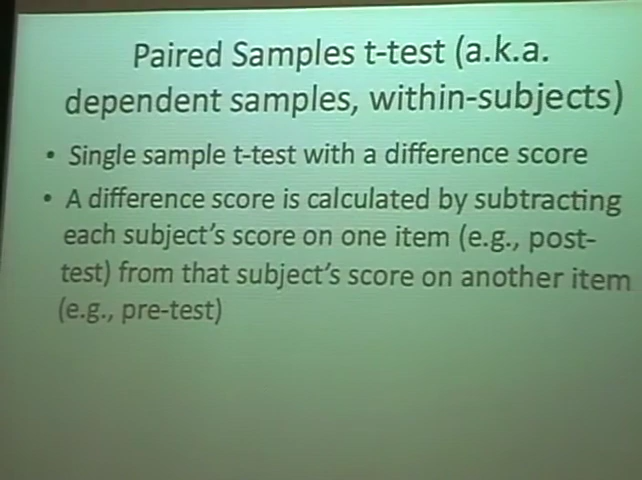 Paired Samples t-test (a.k.a.
dependent samples, within-subjects)
• Single sample t-test with a difference score
• A difference score is calculated by subtracting
each subject's score on one item (e.g., post-
test) from that subject's score on another item
(e.g., pre-test)